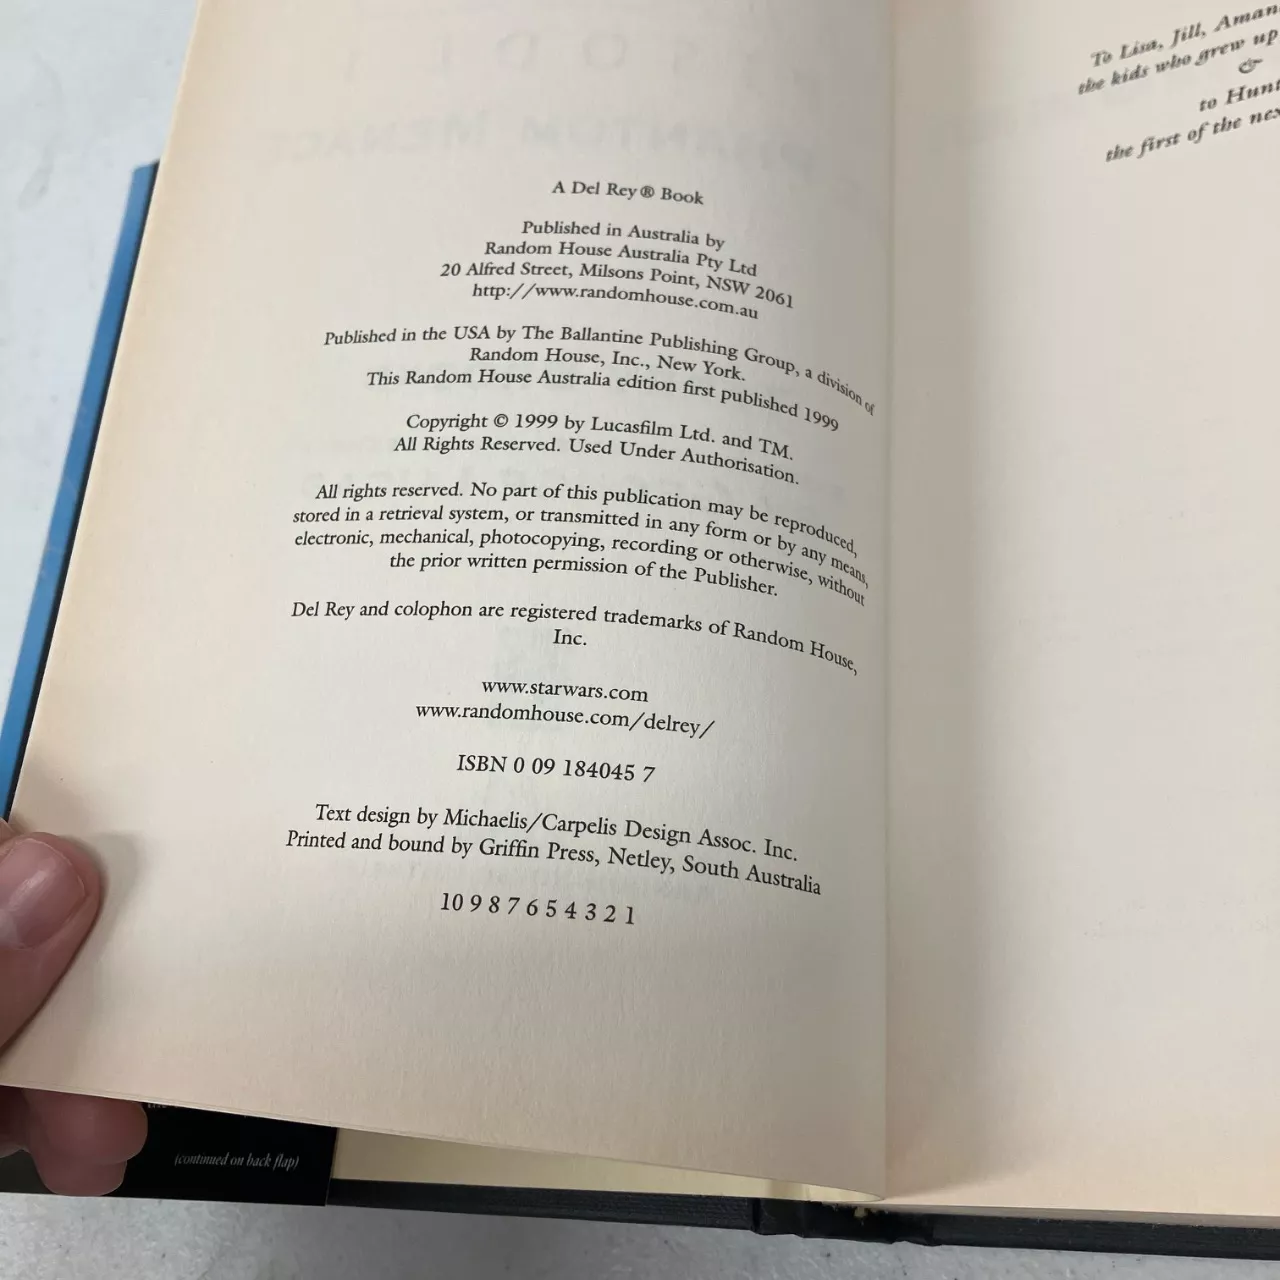 A Del Rey® Book
Published in Australia by
Random House Australia Pty Ltd
20 Alfred Street, Milsons Point, NSW 2061
http://www.randomhouse.com.au
Published in the USA by The Ballantine Publishing Group, a division of
Random House, Inc., New York.
This Random House Australia edition first published 1999
Copyright © 1999 by Lucasfilm Ltd. and TM.
All Rights Reserved. Used Under Authorisation.
All rights reserved. No part of this publication may be reproduced,
stored in a retrieval system, or transmitted in any form or by any means,
electronic, mechanical, photocopying, recording or otherwise, without
the prior written permission of the Publisher.
Del Rey and colophon are registered trademarks of Random House,
Inc.
www.starwars.com
www.randomhouse.com/delrey/
ISBN 0 09 184045 7
Text design by Michaelis/Carpelis Design Assoc. Inc.
Printed and bound by Griffin Press, Netley, South Australia
10 9 8 7 6 5 4 3 2 1
(continued on back flap)
To Lisa, Jill, Aman
the kids who grew up
&
to Hunt
the first of the nex